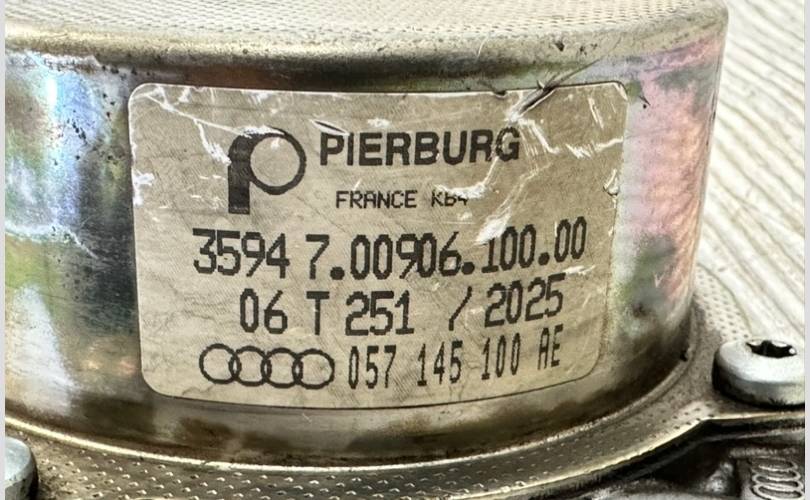 PIERBURG
FRANCE KB4
3594 7.00906.100.00
06 T 251 / 2025
057 145 100 AE